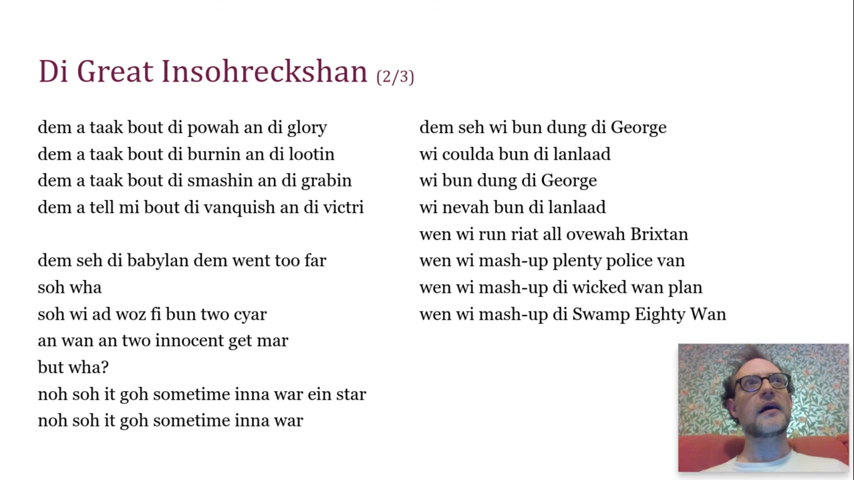 Di Great Insohreckshan (2/3)
dem a taak bout di powah an di glory
dem a taak bout di burnin an di lootin
dem a taak bout di smashin an di grabin
dem a tell mi bout di vanquish an di victri
dem seh di babylan dem went too far
soh wha
soh wi ad woz fi bun two cyar
an wan an two innocent get mar
but wha?
noh soh it goh sometime inna war ein star
noh soh it goh sometime inna war
dem seh wi bun dung di George
wi coulda bun di lanlaad
wi bun dung di George
wi nevah bun di lanlaad
wen wi run riat all ovewah Brixtan
wen wi mash-up plenty police van
wen wi mash-up di wicked wan plan
wen wi mash-up di Swamp Eighty Wan